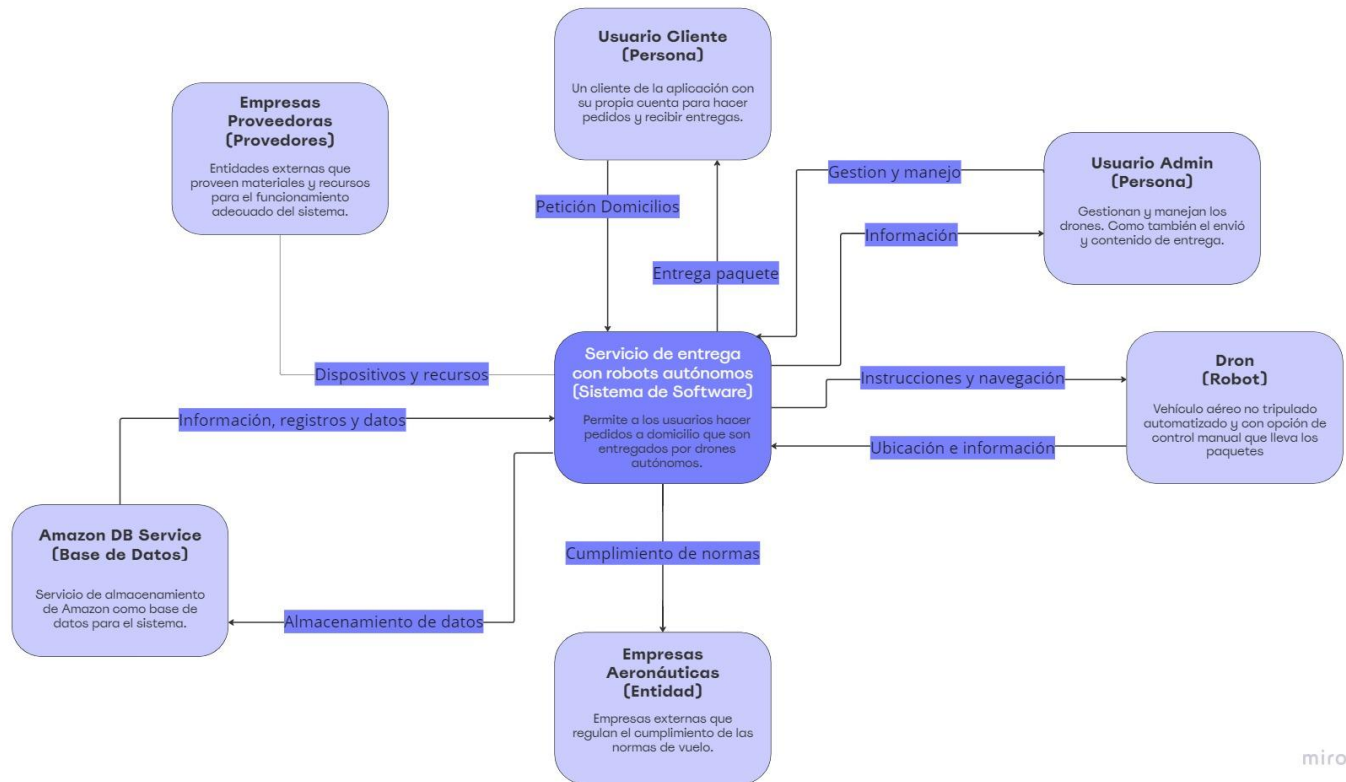 Usuario Cliente
(Persona)
Un cliente de la aplicación con
su propia cuenta para hacer
pedidos y recibir entregas.
Empresas
Proveedoras
(Provedores)
Entidades externas que
proveen materiales y recursos
para el funcionamiento
adecuado del sistema.
Usuario Admin
(Persona)
Gestionan y manejan los
drones. Como también el envió
y contenido de entrega.
Gestion y manejo
Petición Domicilios
Información
Entrega paquete
Servicio de entrega
con robots autónomos
(Sistema de Software)
Permite a los usuarios hacer
pedidos a domicilio que son
entregados por drones
autónomos.
Dispositivos y recursos
Instrucciones y navegación
Dron
(Robot)
Vehículo aéreo no tripulado
automatizado y con opción de
control manual que lleva los
paquetes
Información, registros y datos
Ubicación e información
Amazon DB Service
(Base de Datos)
Servicio de almacenamiento
de Amazon como base de
datos para el sistema.
Cumplimiento de normas
Almacenamiento de datos
Empresas
Aeronáuticas
(Entidad)
Empresas externas que
regulan el cumplimiento de las
normas de vuelo.
miro